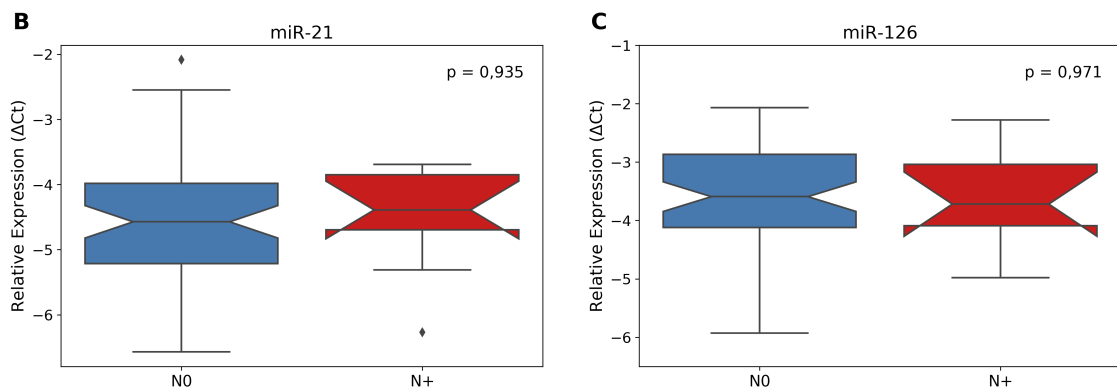 B
miR-21
Relative Expression (ΔCt)
−2
−3
−4
−5
−6
p = 0,935
N0
N+
C
miR-126
Relative Expression (ΔCt)
−1
−2
−3
−4
−5
−6
p = 0,971
N0
N+